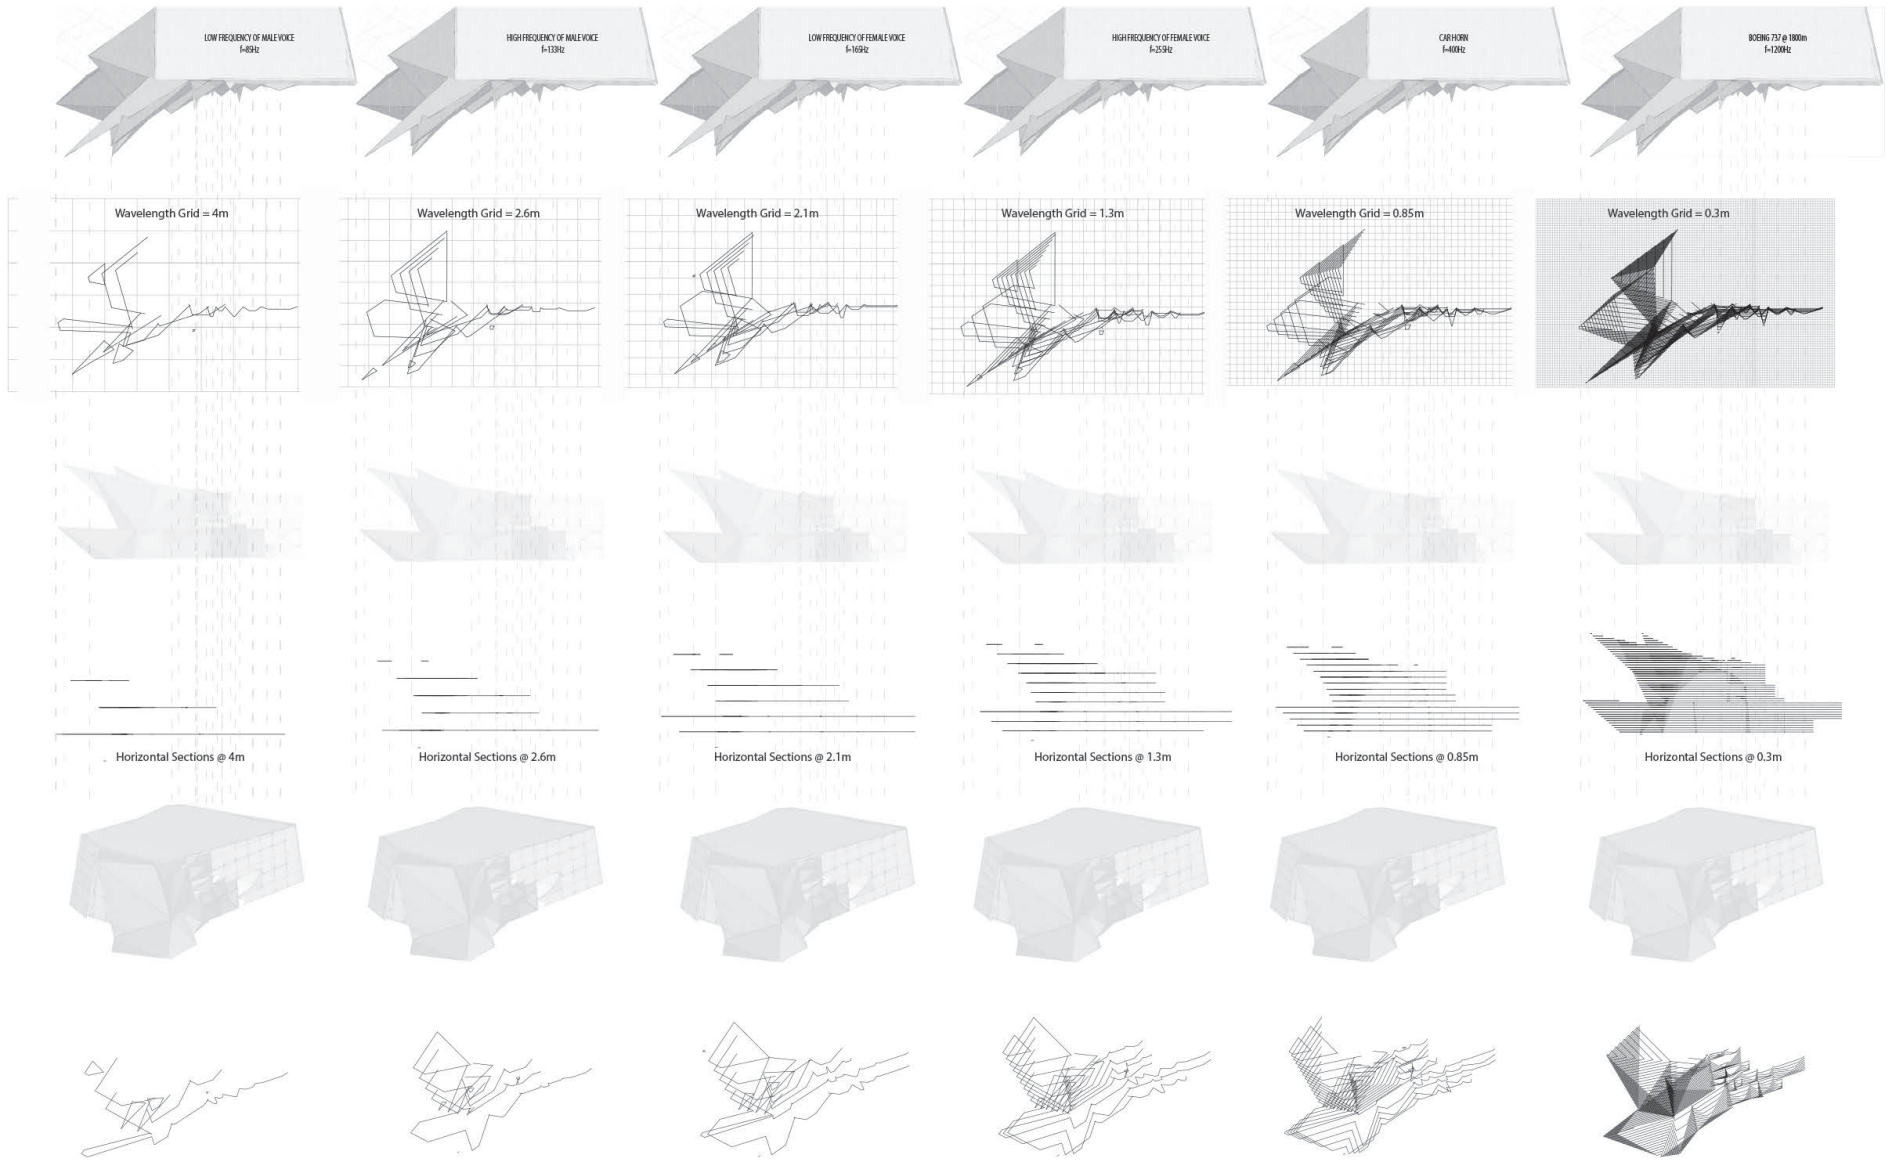 LOW FREQUENCY OF MALE VOICE
f=85Hz
HIGH FREQUENCY OF MALE VOICE
f=133Hz
LOW FREQUENCY OF FEMALE VOICE
f=165Hz
HIGH FREQUENCY OF FEMALE VOICE
f=255Hz
CAR HORN
f=400Hz
BOEING 737 @ 1800m
f=1200Hz
Wavelength Grid = 4m
Wavelength Grid = 2.6m
Wavelength Grid = 2.1m
Wavelength Grid = 1.3m
Wavelength Grid = 0.85m
Wavelength Grid = 0.3m
Horizontal Sections @ 4m
Horizontal Sections @ 2.6m
Horizontal Sections @ 2.1m
Horizontal Sections @ 1.3m
Horizontal Sections @ 0.85m
Horizontal Sections @ 0.3m